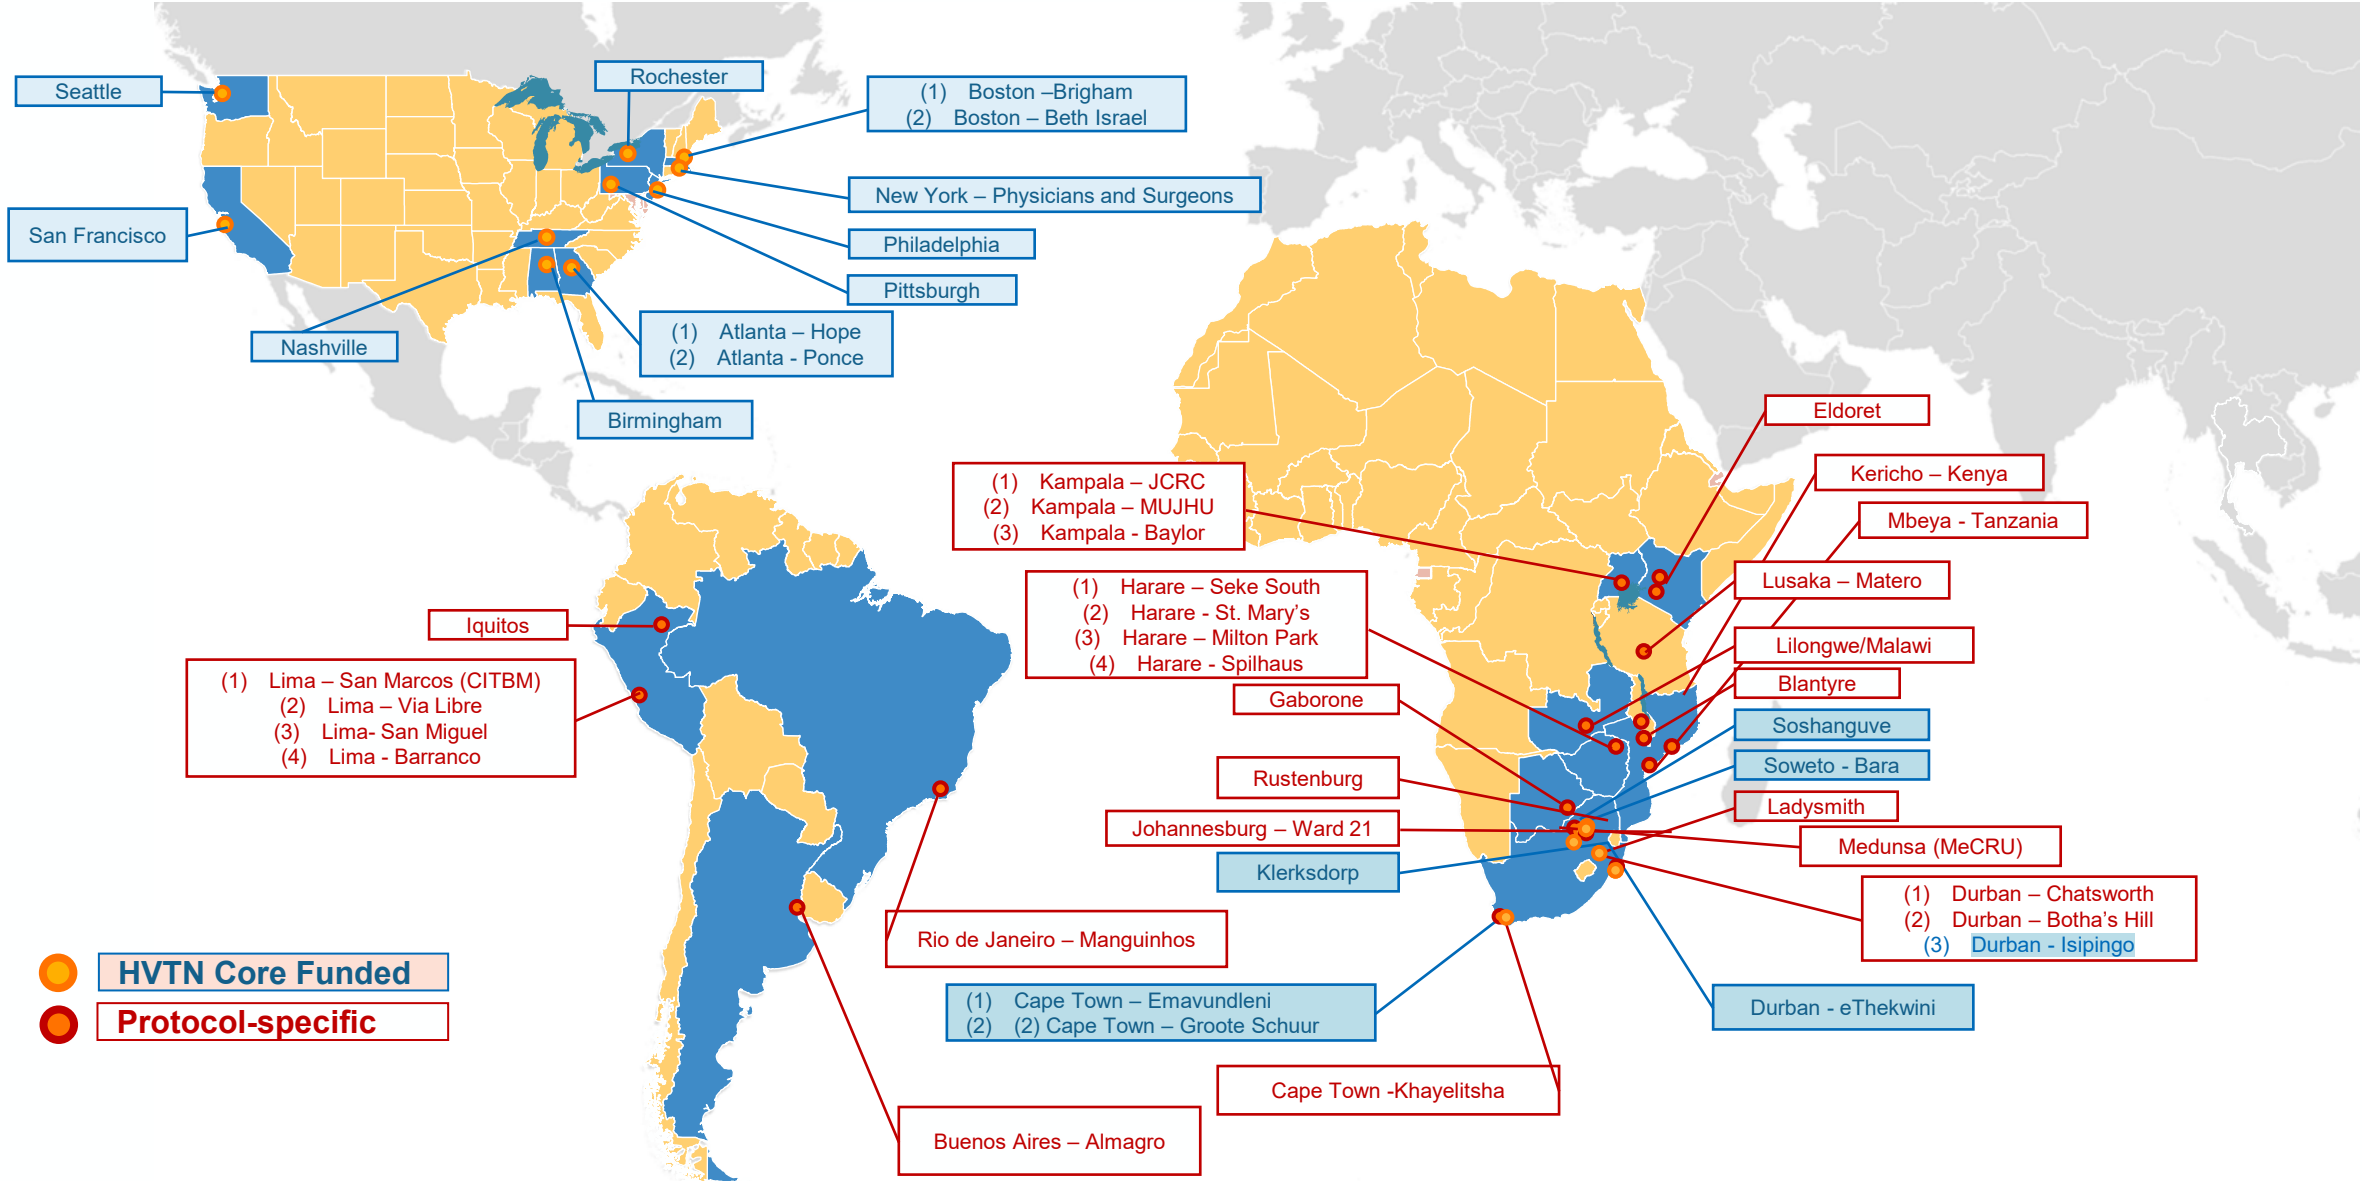 Seattle
Rochester
(1) Boston –Brigham
(2) Boston – Beth Israel
New York – Physicians and Surgeons
San Francisco
Philadelphia
Pittsburgh
Nashville
(1) Atlanta – Hope
(2) Atlanta - Ponce
Birmingham
Eldoret
Kericho – Kenya
(1) Kampala – JCRC
(2) Kampala – MUJHU
(3) Kampala - Baylor
Mbeya - Tanzania
Lusaka – Matero
(1) Harare – Seke South
(2) Harare - St. Mary’s
(3) Harare – Milton Park
(4) Harare - Spilhaus
Iquitos
Lilongwe/Malawi
(1) Lima – San Marcos (CITBM)
(2) Lima – Via Libre
(3) Lima- San Miguel
(4) Lima - Barranco
Gaborone
Blantyre
Soshanguve
Rustenburg
Soweto - Bara
Ladysmith
Johannesburg – Ward 21
Medunsa (MeCRU)
Klerksdorp
(1) Durban – Chatsworth
(2) Durban – Botha’s Hill
(3) Durban - Isipingo
Rio de Janeiro – Manguinhos
HVTN Core Funded
Protocol-specific
(1) Cape Town – Emavundleni
(2) (2) Cape Town – Groote Schuur
Durban - eThekwini
Cape Town -Khayelitsha
Buenos Aires – Almagro